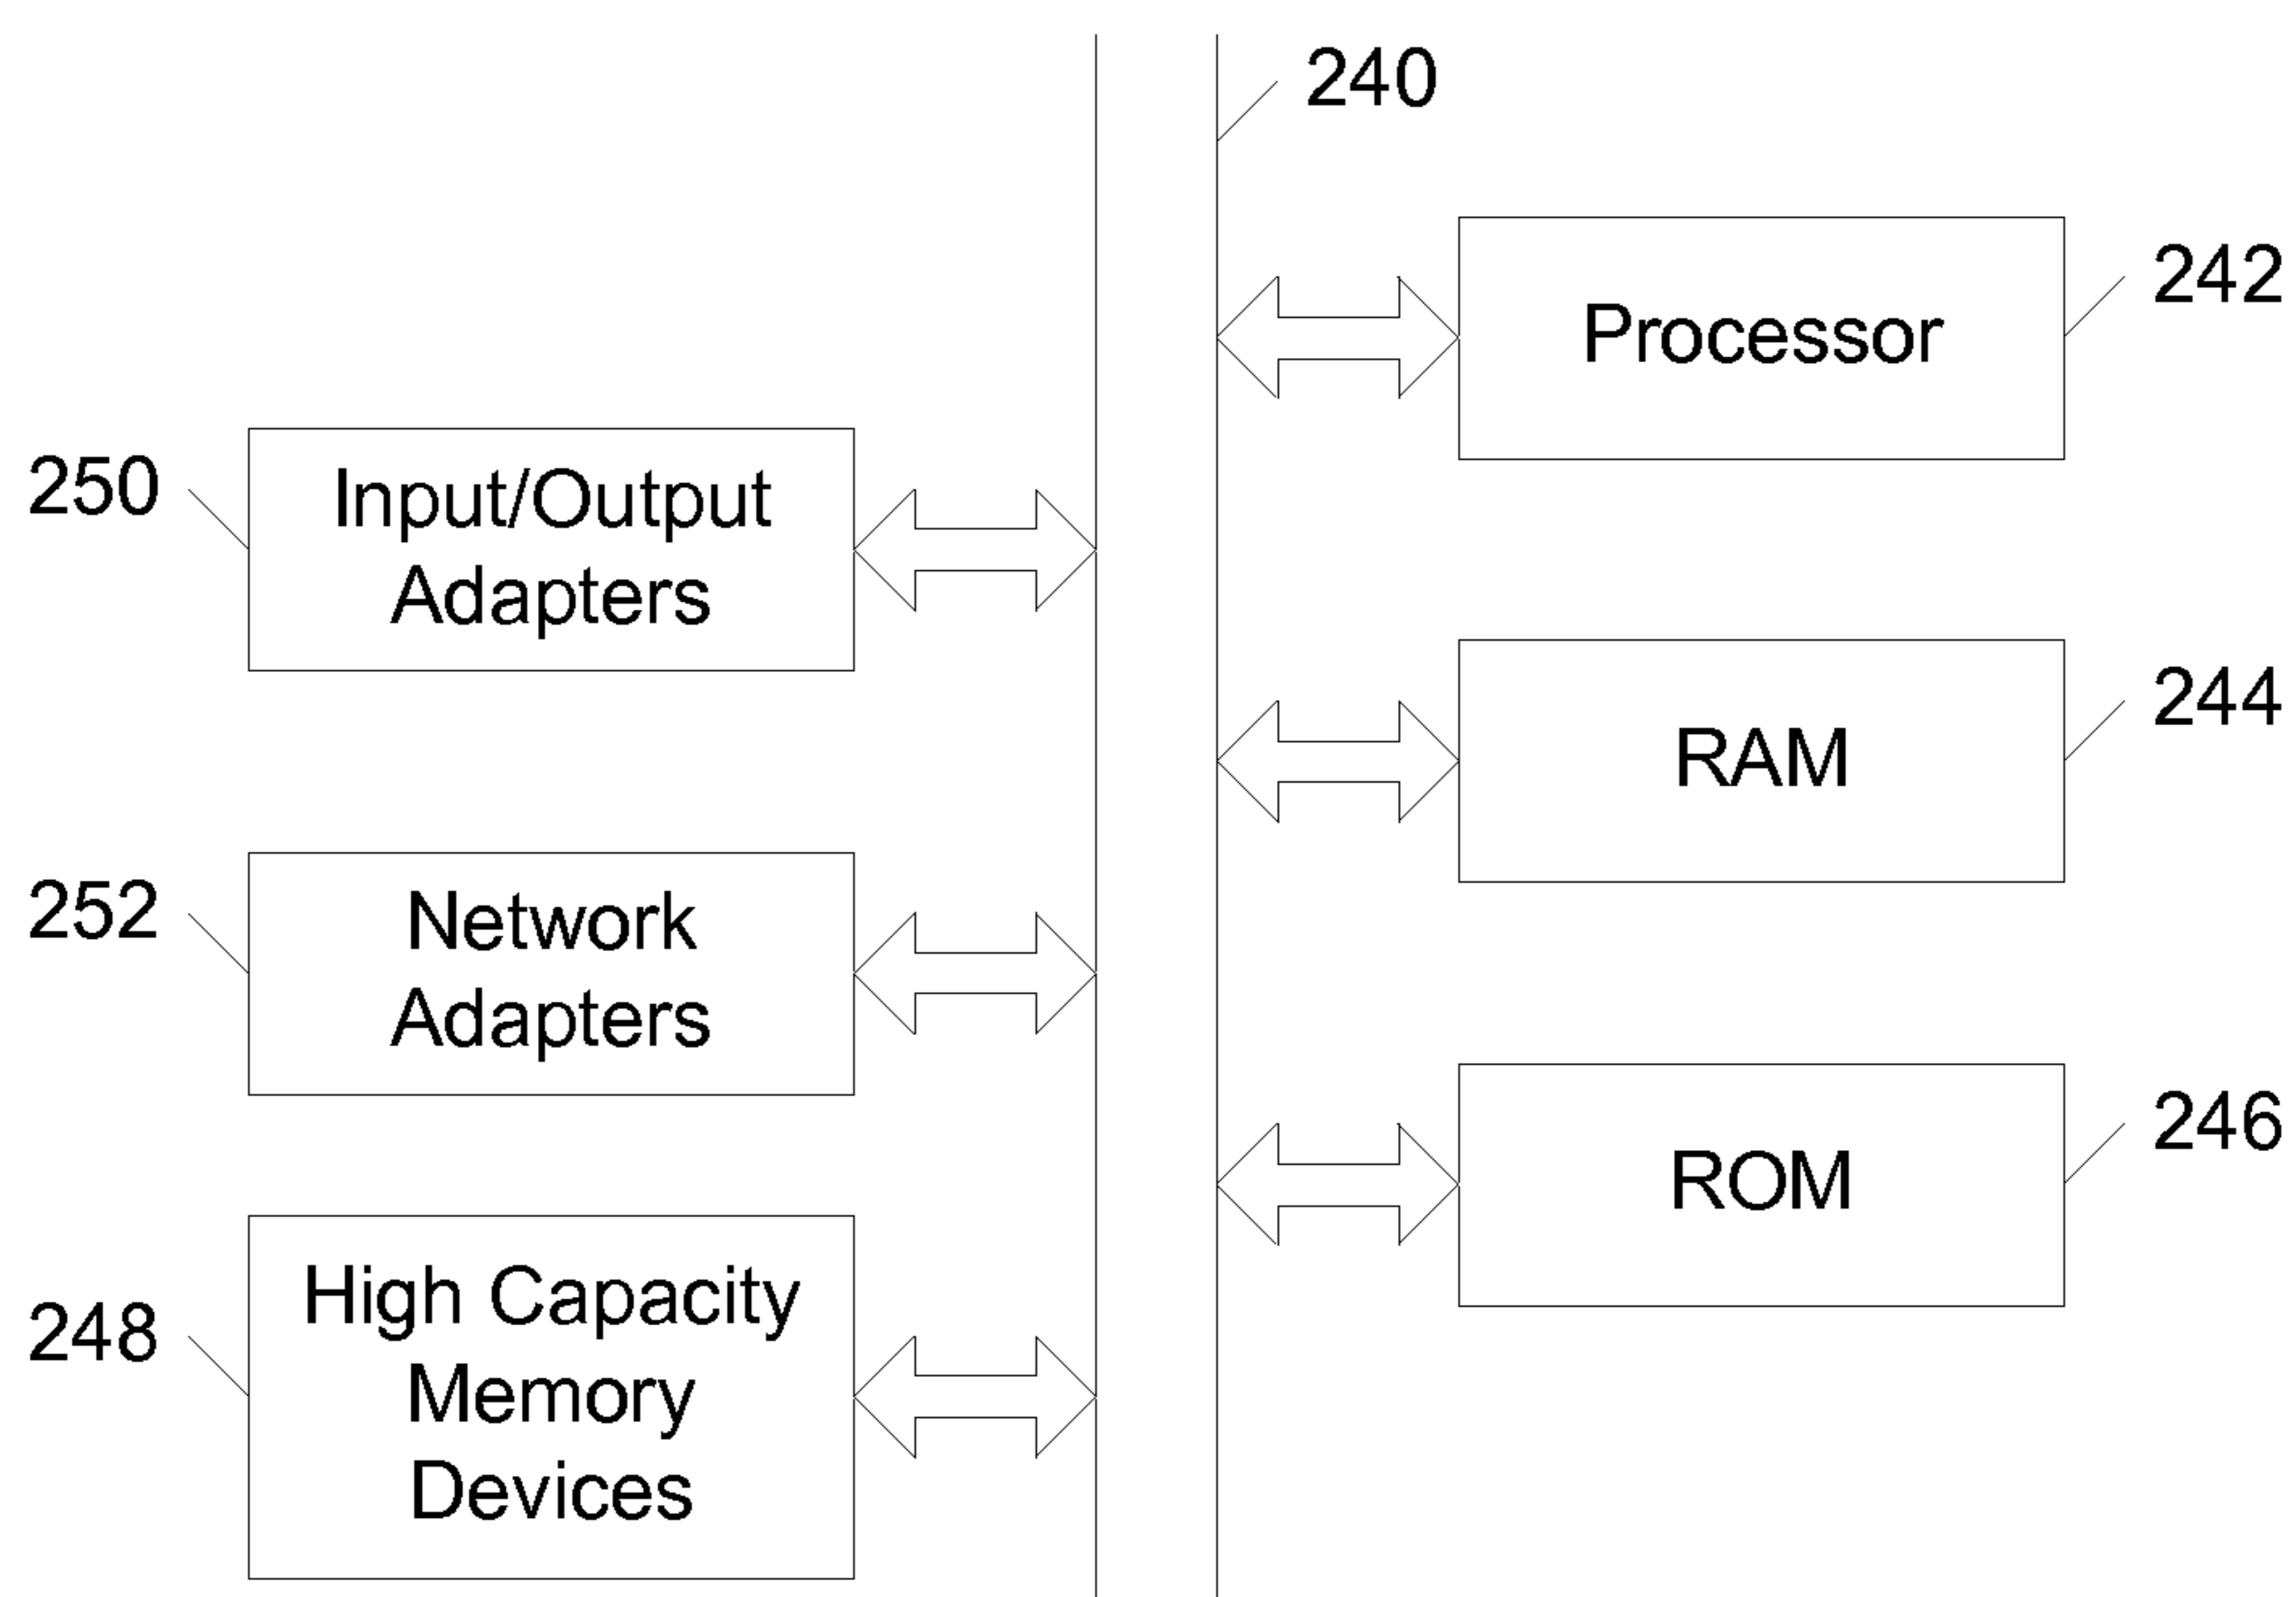 240
Processor
242
250
Input/Output
Adapters
RAM
244
252
Network
Adapters
ROM
246
248
High Capacity
Memory
Devices